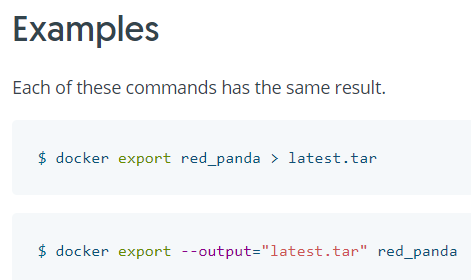 Examples
Each of these commands has the same result.
$ docker export red_panda > latest.tar
$ docker export --output="latest.tar" red_panda